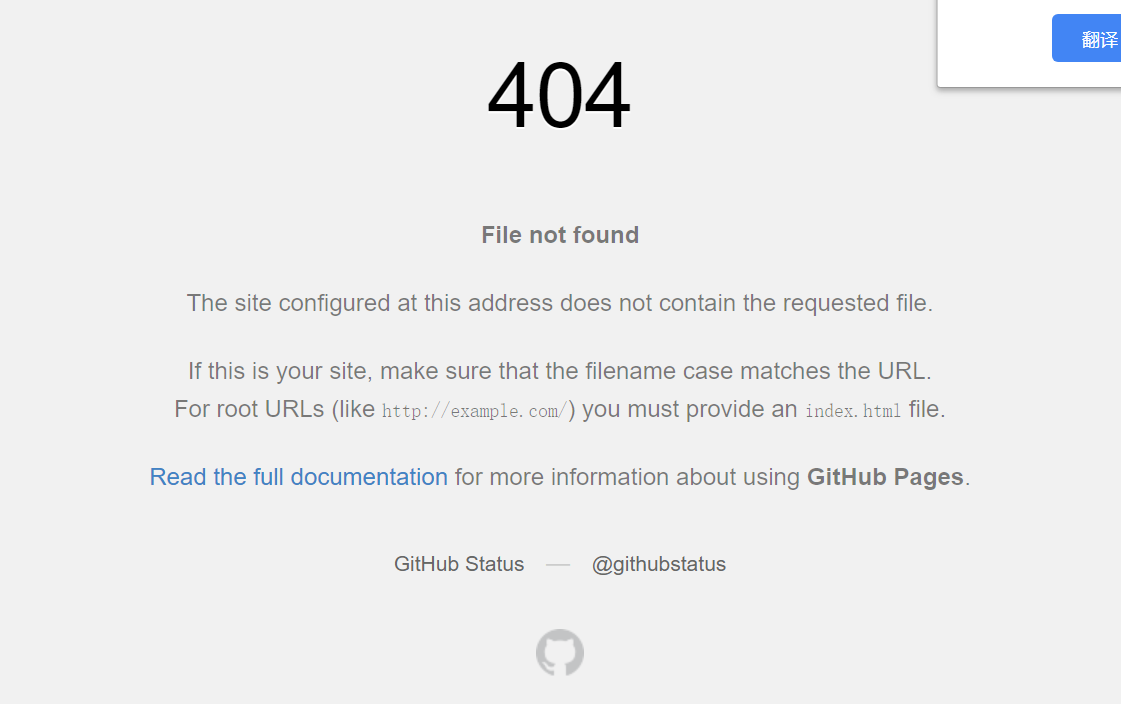 翻译
404
File not found
The site configured at this address does not contain the requested file.
If this is your site, make sure that the filename case matches the URL.
For root URLs (like http://example.com/) you must provide an index.html file.
Read the full documentation for more information about using GitHub Pages.
GitHub Status — @githubstatus